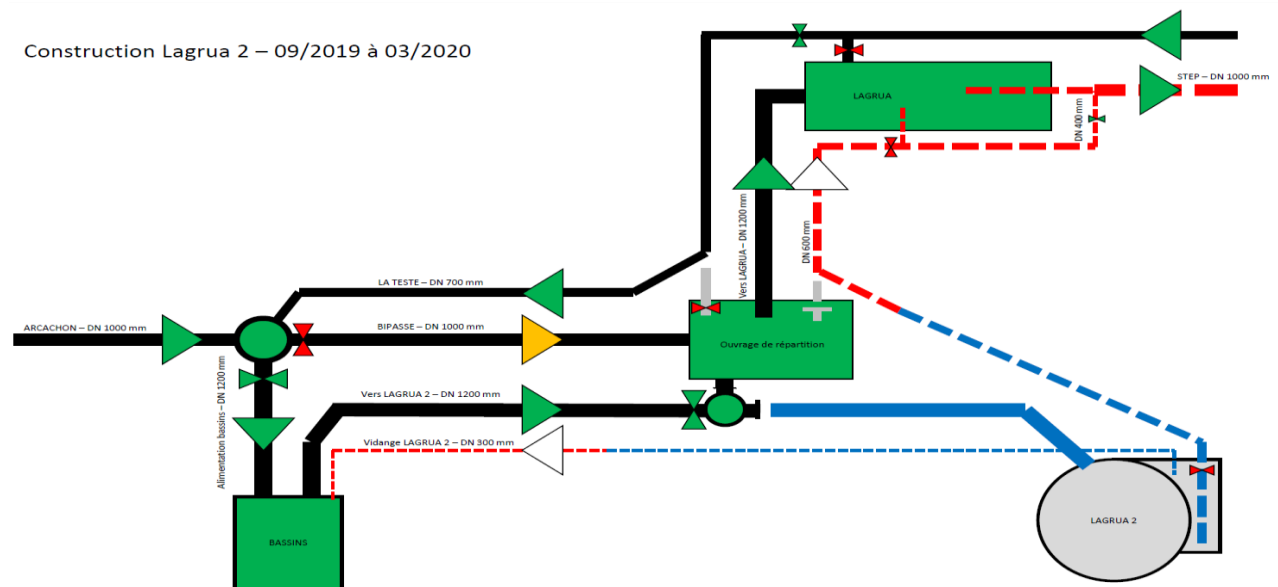 Construction Lagrua 2 – 09/2019 à 03/2020
STEP – DN 1000 mm
LAGRUA
DN 400 mm
Vers LAGRUA – DN 1200 mm
DN 600 mm
LA TESTE – DN 700 mm
ARCACHON – DN 1000 mm
BIPASSE – DN 1000 mm
Ouvrage de répartition
Alimentation bassins – DN 1200 mm
Vers LAGRUA 2 – DN 1200 mm
Vidange LAGRUA 2 – DN 300 mm
LAGRUA 2
BASSINS